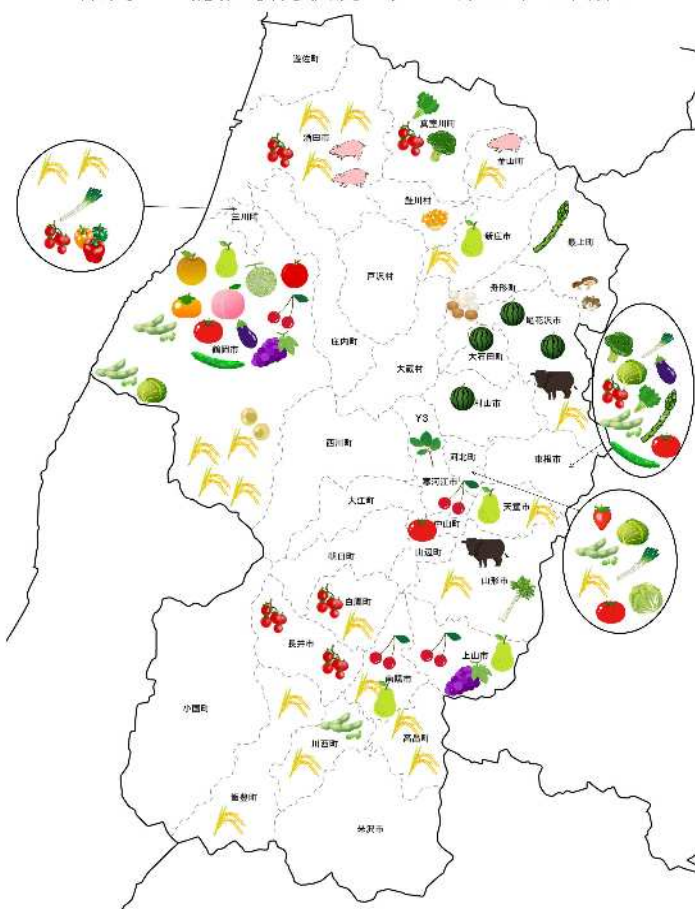 遊佐町
酒田市
真室川町
金山町
鮭川村
三川町
新庄市
最上町
戸沢村
舟形町
尾花沢市
鶴岡市
庄内町
大石田町
大蔵村
村山市
Y3
西川町
河北町
東根市
寒河江市
大江町
天童市
中山町
朝日町
山辺町
山形市
白鷹町
長井市
上山市
南陽市
小国町
川西町
高畠町
飯豊町
米沢市